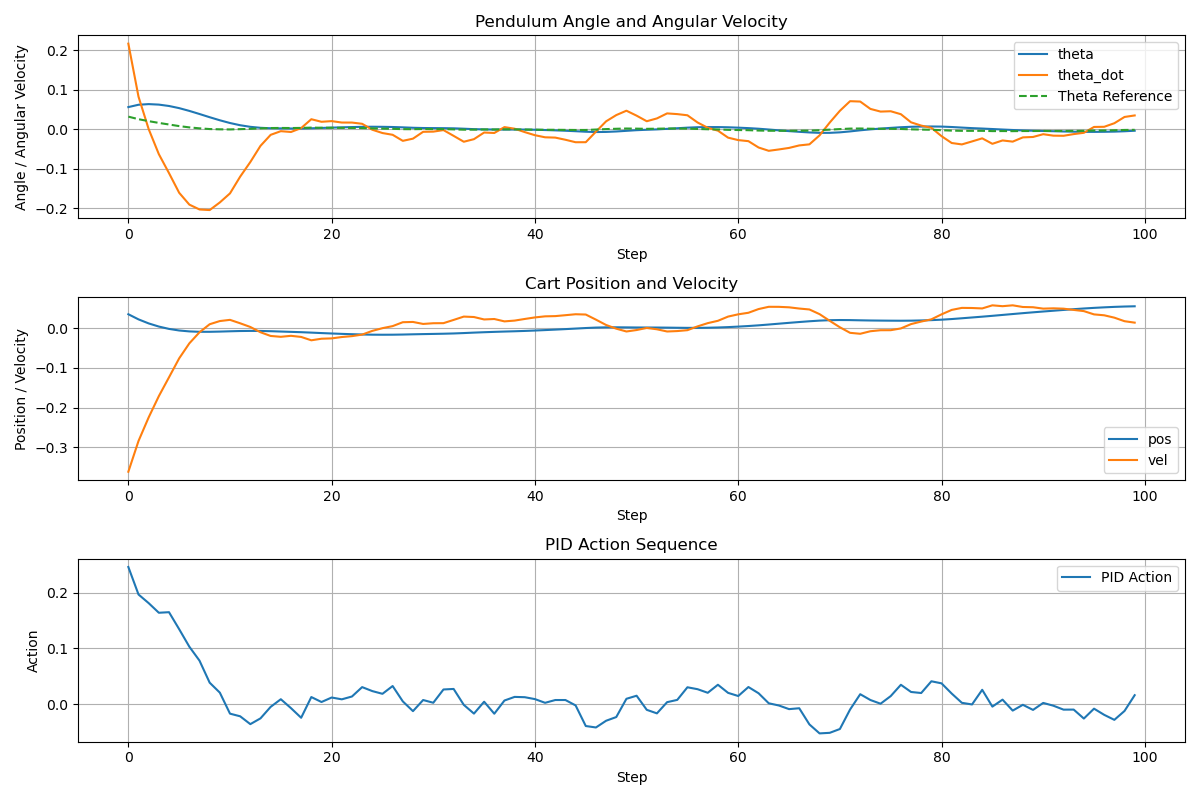 Pendulum Angle and Angular Velocity
Angle / Angular Velocity
0.2
0.1
0.0
−0.1
−0.2
theta
theta_dot
Theta Reference
0 20 40 60 80 100
Step
Cart Position and Velocity
Position / Velocity
0.0
−0.1
−0.2
−0.3
pos
vel
0 20 40 60 80 100
Step
PID Action Sequence
Action
0.2
0.1
0.0
PID Action
0 20 40 60 80 100
Step